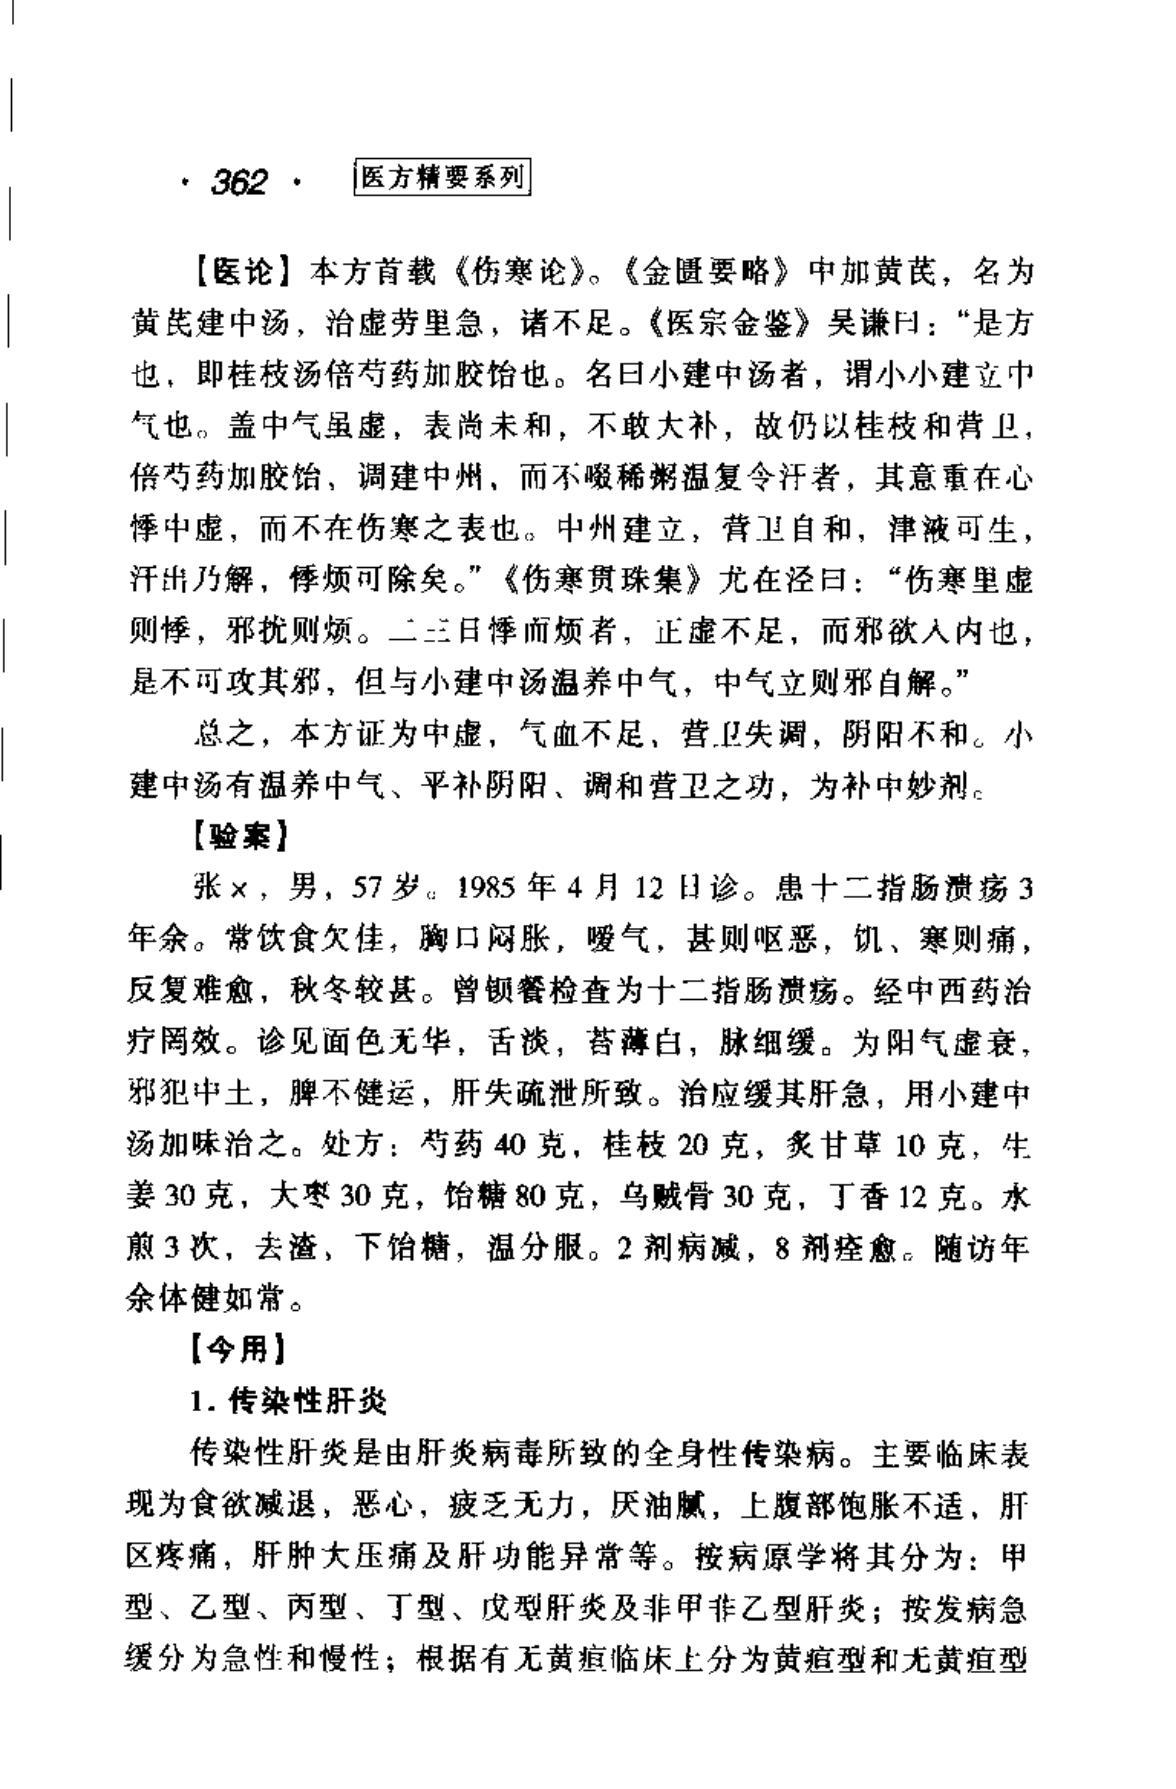 · 362 · 医方精要系列
【医论】本方首载《伤寒论》。《金匮要略》中加黄芪，名为
黄芪建中汤，治虚劳里急，诸不足。《医宗金鉴》吴谦曰：“是方
也，即桂枝汤倍芍药加胶饴也。名曰小建中汤者，谓小小建立中
气也。盖中气虽虚，表尚未和，不敢大补，故仍以桂枝和营卫，
倍芍药加胶饴，调建中州，而不啜稀粥温复令汗者，其意重在心
悸中虚，而不在伤寒之表也。中州建立，营卫自和，津液可生，
汗出乃解，悸烦可除矣。”《伤寒贯珠集》尤在泾曰：“伤寒里虚
则悸，邪扰则烦。二三日悸而烦者，正虚不足，而邪欲入内也，
是不可攻其邪，但与小建中汤温养中气，中气立则邪自解。”
总之，本方证为中虚，气血不足，营卫失调，阴阳不和。小
建中汤有温养中气、平补阴阳、调和营卫之功，为补中妙剂。
【验案】
张×，男，57岁。1985年4月12日诊。患十二指肠溃疡3
年余。常饮食欠佳，胸口闷胀，嗳气，甚则呕恶，饥、寒则痛，
反复难愈，秋冬较甚。曾钡餐检查为十二指肠溃疡。经中西药治
疗罔效。诊见面色无华，舌淡，苔薄白，脉细缓。为阳气虚衰，
邪犯中土，脾不健运，肝失疏泄所致。治应缓其肝急，用小建中
汤加味治之。处方：芍药40克，桂枝20克，炙甘草10克，生
姜30克，大枣30克，饴糖80克，乌贼骨30克，丁香12克。水
煎3次，去渣，下饴糖，温分服。2剂病减，8剂痊愈。随访年
余体健如常。
【今用】
1. 传染性肝炎
传染性肝炎是由肝炎病毒所致的全身性传染病。主要临床表
现为食欲减退，恶心，疲乏无力，厌油腻，上腹部饱胀不适，肝
区疼痛，肝肿大压痛及肝功能异常等。按病原学将其分为：甲
型、乙型、丙型、丁型、戊型肝炎及非甲非乙型肝炎；按发病急
缓分为急性和慢性；根据有无黄疸临床上分为黄疸型和无黄疸型